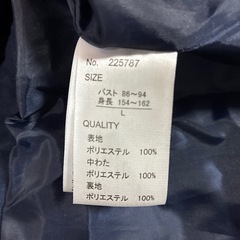 No. 225787
SIZE
バスト 86～94
身長 154～162
L
QUALITY
表地
ポリエステル 100%
中わた
ポリエステル 100%
裏地
ポリエステル 100%